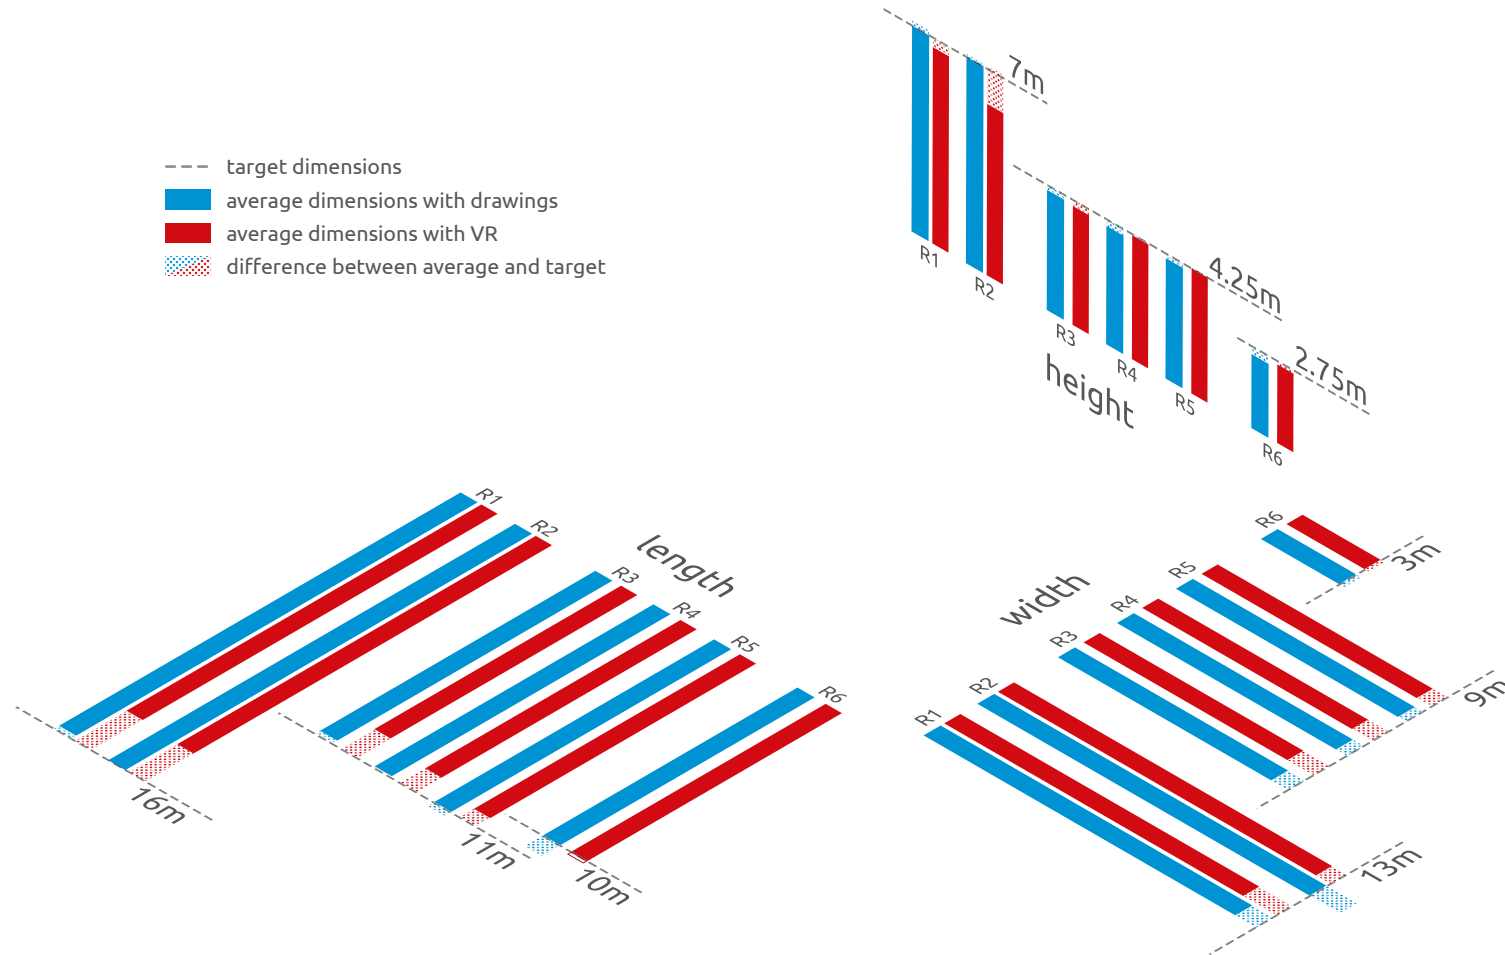 target dimensions
average dimensions with drawings
average dimensions with VR
difference between average and target
7m
R1
R2
4.25m
R3
R4
R5
height
2.75m
R6
R1
R2
length
R3
R4
R5
R6
16m
11m
10m
R6
3m
width
R5
R4
R3
9m
R2
R1
13m